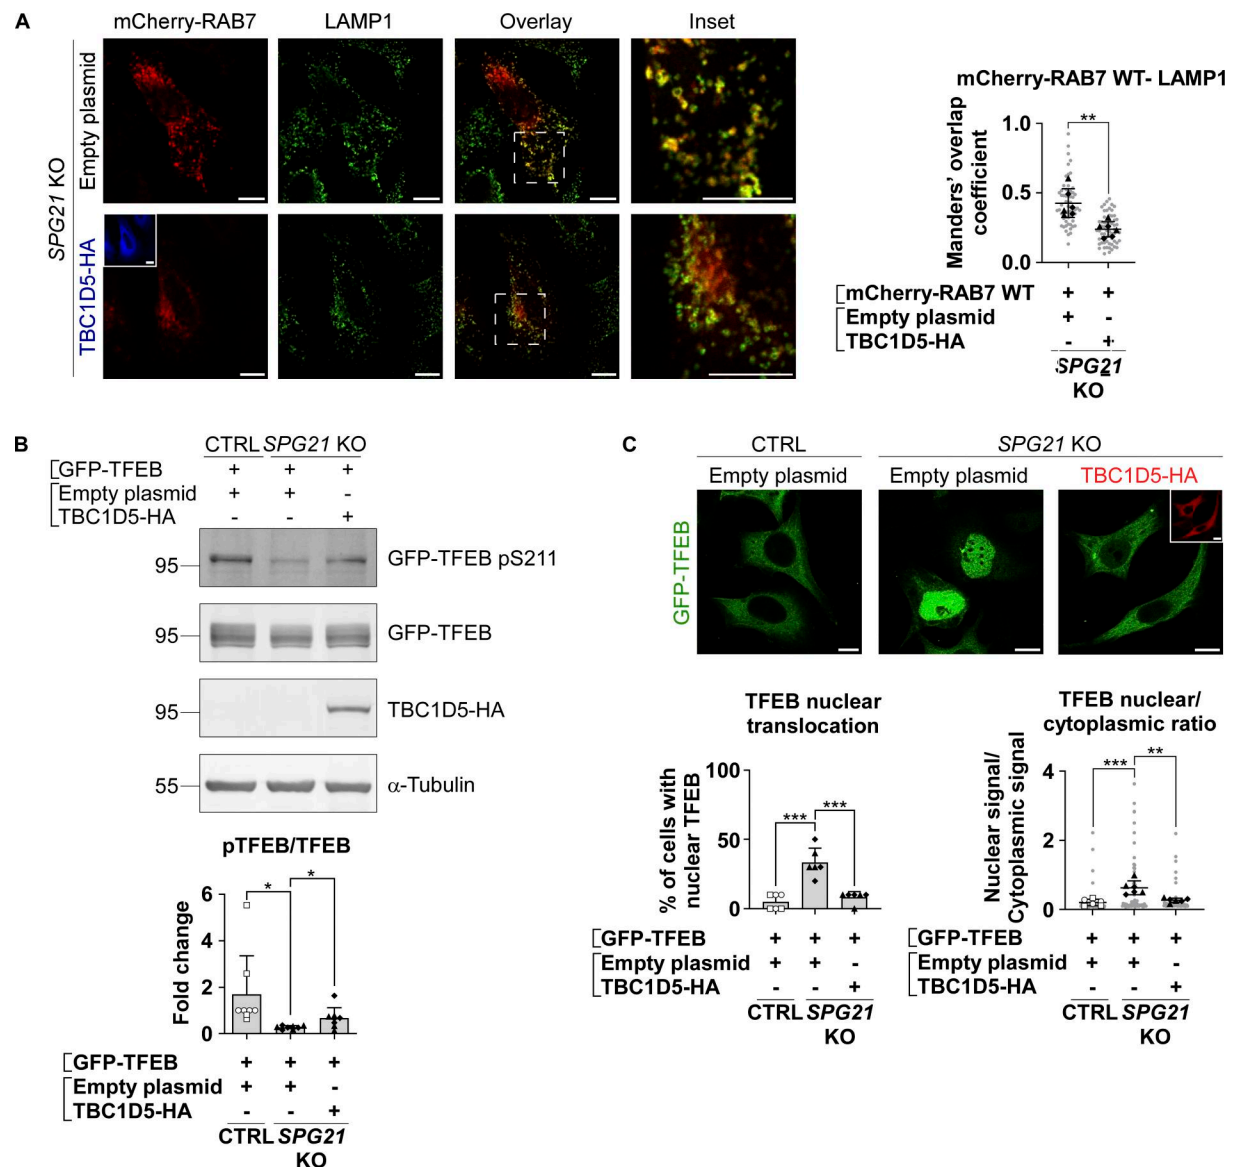 A
mCherry-RAB7 LAMP1 Overlay Inset
SPG21 KO
Empty plasmid
TBC1D5-HA
mCherry-RAB7 WT- LAMP1
Manders' overlap
coefficient
1.0
**
0.5
0.0
mCherry-RAB7 WT + +
Empty plasmid + -
TBC1D5-HA - +
SPG21
KO
B
CTRL SPG21 KO
GFP-TFEB + + +
Empty plasmid + + -
TBC1D5-HA - - +
95 GFP-TFEB pS211
95 GFP-TFEB
95 TBC1D5-HA
55 α-Tubulin
pTFEB/TFEB
Fold change
6
* *
4
2
0
GFP-TFEB + + +
Empty plasmid + + -
TBC1D5-HA - - +
CTRL SPG21
KO
C
CTRL SPG21 KO
Empty plasmid Empty plasmid TBC1D5-HA
GFP-TFEB
TFEB nuclear
translocation
% of cells with
nuclear TFEB
100
*** ***
50
0
GFP-TFEB + + +
Empty plasmid + + -
TBC1D5-HA - - +
CTRL SPG21
KO
TFEB nuclear/
cytoplasmic ratio
Nuclear signal/
Cytoplasmic signal
4
*** **
2
0
GFP-TFEB + + +
Empty plasmid + + -
TBC1D5-HA - - +
CTRL SPG21
KO